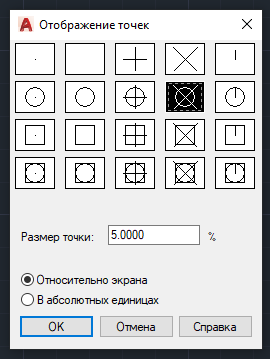 Отображение точек
Размер точки: 5.0000 %
Относительно экрана
В абсолютных единицах
OK Отмена Справка